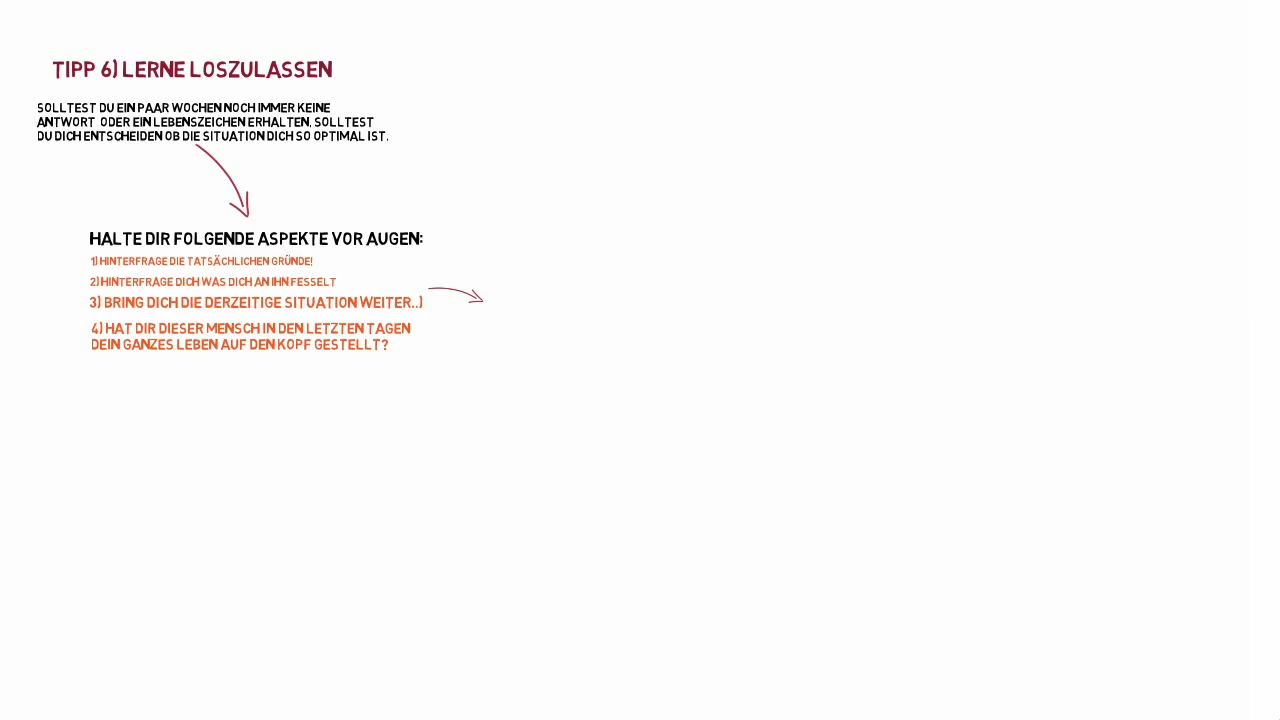 TIPP 6) LERNE LOSZULASSEN
SOLLTEST DU EIN PAAR WOCHEN NOCH IMMER KEINE
ANTWORT ODER EIN LEBENSZEICHEN ERHALTEN, SOLLTEST
DU DICH ENTSCHEIDEN OB DIE SITUATION DICH SO OPTIMAL IST.
HALTE DIR FOLGENDE ASPEKTE VOR AUGEN:
1) HINTERFRAGE DIE TATSÄCHLICHEN GRÜNDE!
2) HINTERFRAGE DICH WAS DICH AN IHN FESSELT
3) BRING DICH DIE DERZEITIGE SITUATION WEITER..)
4) HAT DIR DIESER MENSCH IN DEN LETZTEN TAGEN
DEIN GANZES LEBEN AUF DEN KOPF GESTELLT?